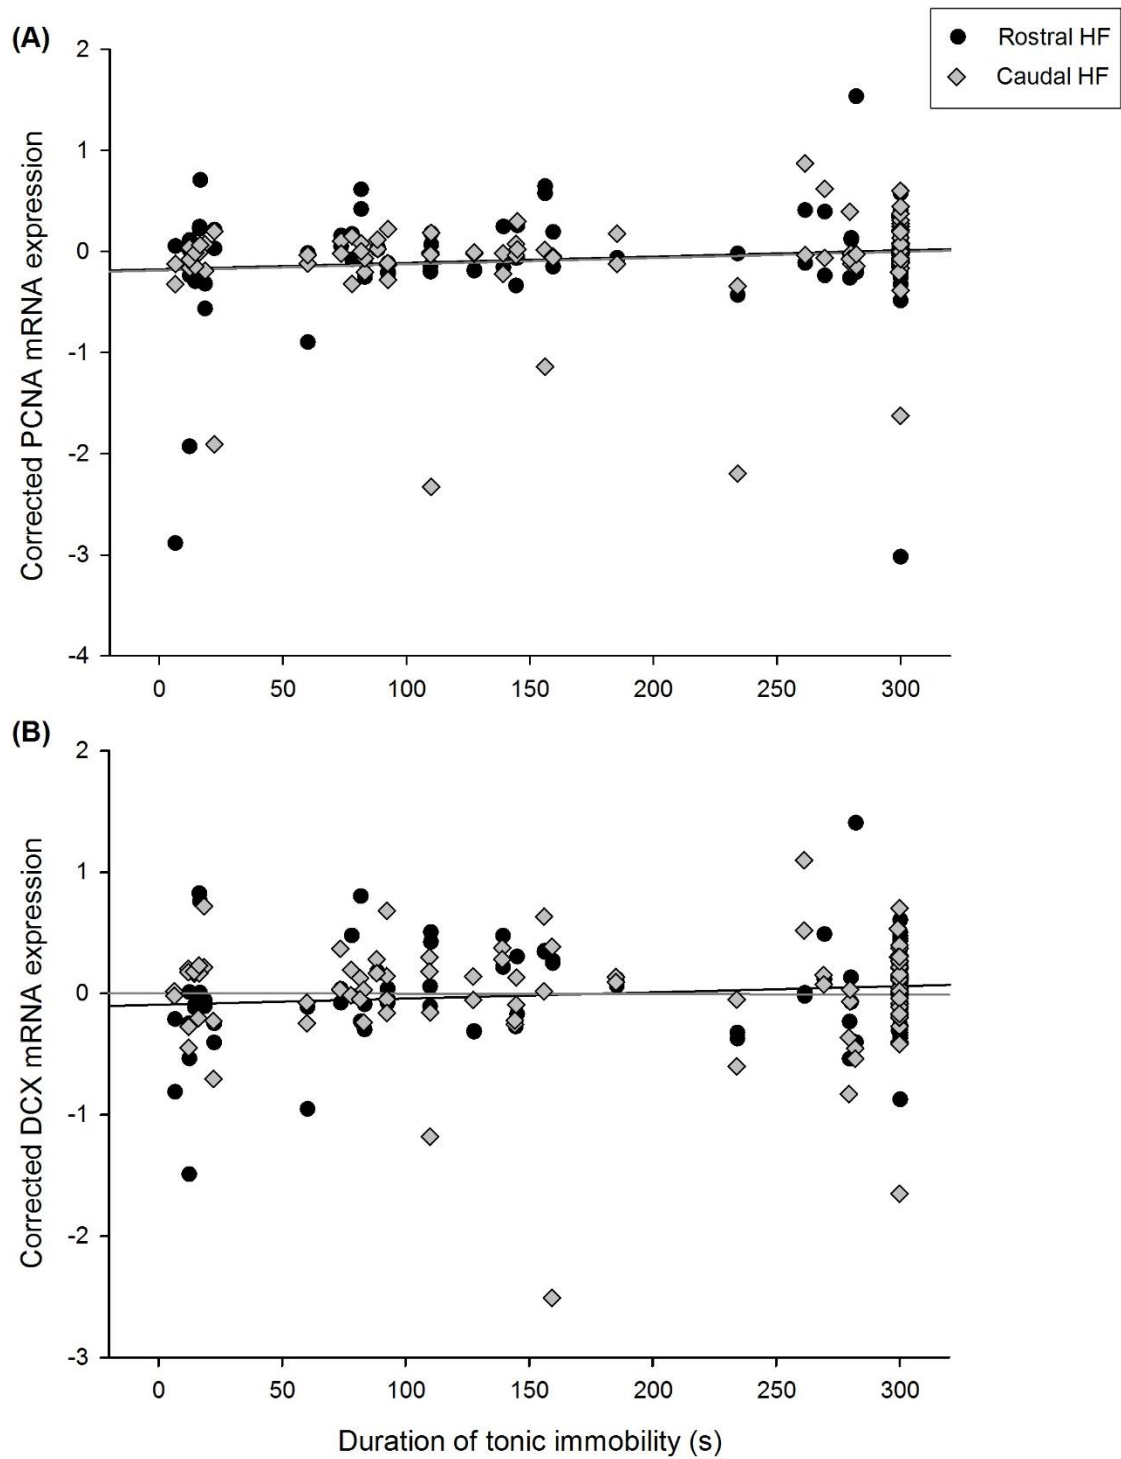 (A)
Rostral HF
Caudal HF
Corrected PCNA mRNA expression
2
1
0
-1
-2
-3
-4
0 50 100 150 200 250 300
(B)
Corrected DCX mRNA expression
2
1
0
-1
-2
-3
0 50 100 150 200 250 300
Duration of tonic immobility (s)